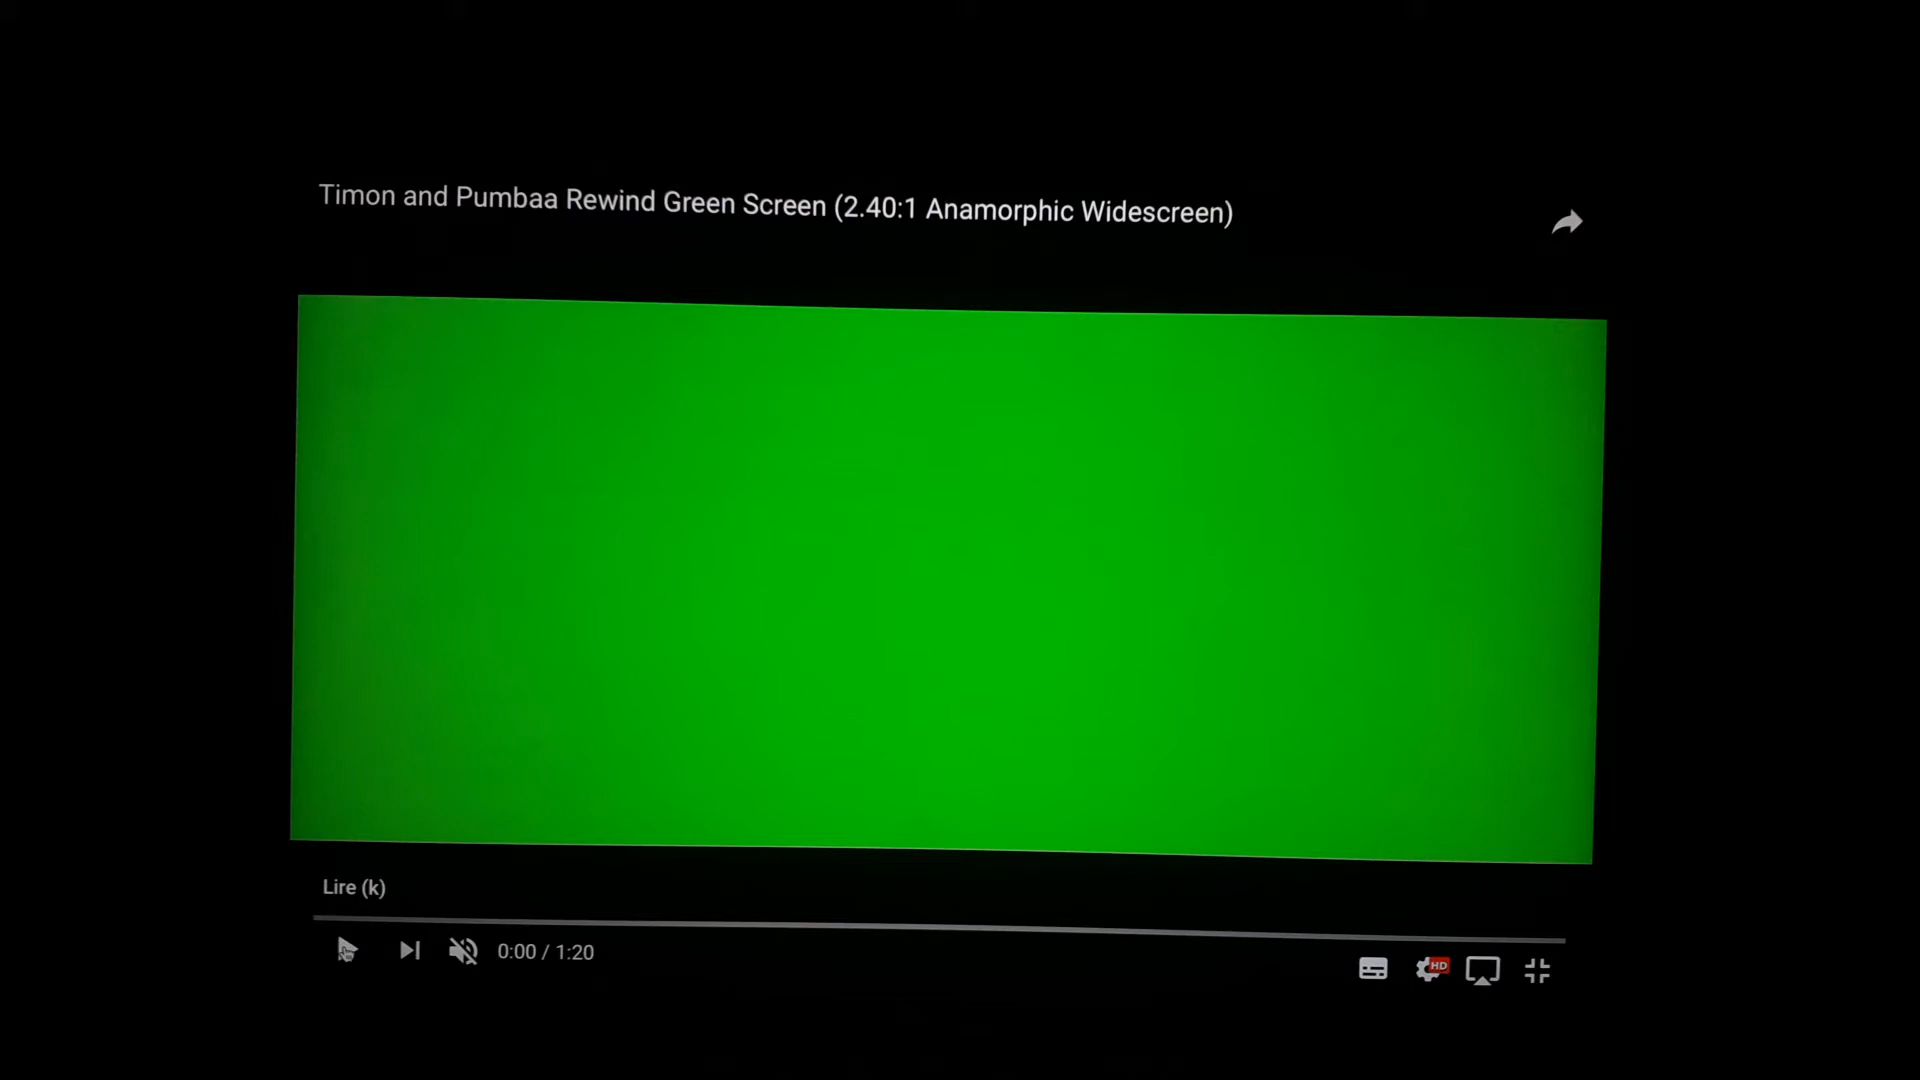 Timon and Pumbaa Rewind Green Screen (2.40:1 Anamorphic Widescreen)
Lire (k)
0:00 / 1:20
HD